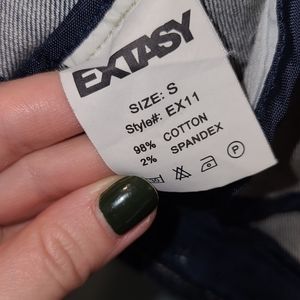 EXTASY
SIZE: S
Style#: EX11
98% COTTON
2% SPANDEX
P